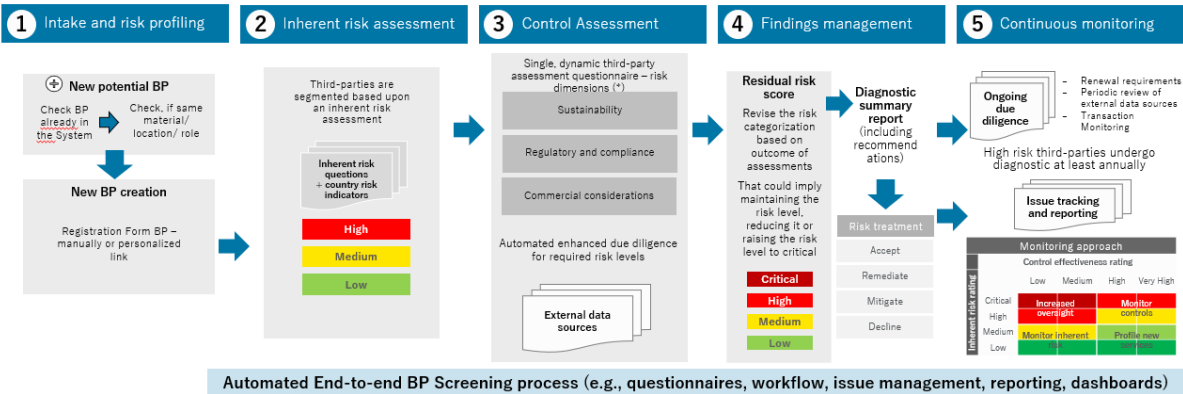 1 Intake and risk profiling
New potential BP
Check BP
already in
the System
Check, if same
material/
location/ role
New BP creation
Registration Form BP –
manually or personalized
link
2 Inherent risk assessment
Third-parties are
segmented based upon
an inherent risk
assessment
Inherent risk
questions
+ country risk
indicators
High
Medium
Low
3 Control Assessment
Single, dynamic third-party
assessment questionnaire – risk
dimensions (*)
Sustainability
Regulatory and compliance
Commercial considerations
Automated enhanced due diligence
for required risk levels
External data
sources
4 Findings management
Residual risk
score
Revise the risk
categorization
based on
outcome of
assessments
That could imply
maintaining the
risk level,
reducing it or
raising the risk
level to critical
Critical
High
Medium
Low
Diagnostic
summary
report
(including
recommend
ations)
Risk treatment
Accept
Remediate
Mitigate
Decline
5 Continuous monitoring
Ongoing
due
diligence
– Renewal requirements
– Periodic review of
external data sources
– Transaction
Monitoring
High risk third-parties undergo
diagnostic at least annually
Issue tracking
and reporting
Monitoring approach
Control effectiveness rating
Low Medium High Very High
Inherent risk rating
Critical
High
Medium
Low
Increased
oversight
Monitor
controls
Monitor inherent
risk
Profile new
services
Automated End-to-end BP Screening process (e.g., questionnaires, workflow, issue management, reporting, dashboards)